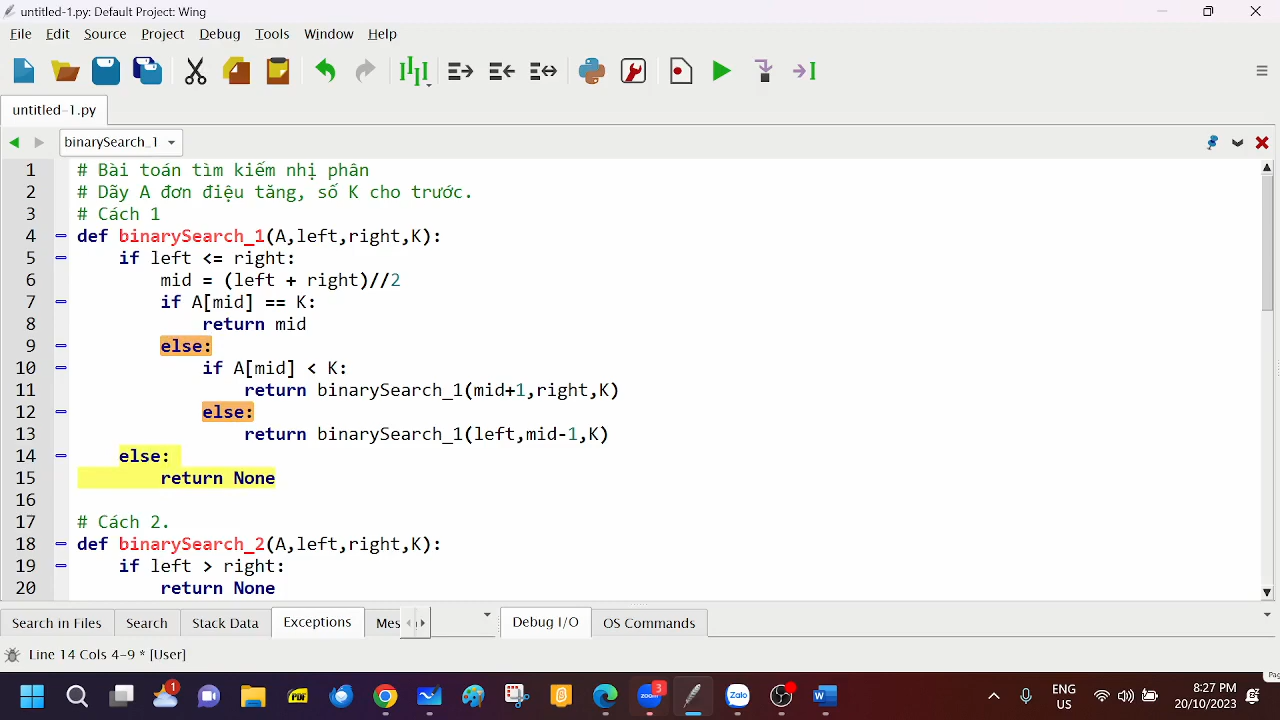 untitled-1.py: Default Project: Wing
File Edit Source Project Debug Tools Window Help
untitled-1.py
binarySearch_1
1 # Bài toán tìm kiếm nhị phân
2 # Dãy A đơn điệu tăng, số K cho trước.
3 # Cách 1
4 def binarySearch_1(A,left,right,K):
5 if left <= right:
6 mid = (left + right)//2
7 if A[mid] == K:
8 return mid
9 else:
10 if A[mid] < K:
11 return binarySearch_1(mid+1,right,K)
12 else:
13 return binarySearch_1(left,mid-1,K)
14 else:
15 return None
16
17 # Cách 2.
18 def binarySearch_2(A,left,right,K):
19 if left > right:
20 return None
Search in Files Search Stack Data Exceptions Debug I/O OS Commands
Line 14 Cols 4-9 * [User]
1 PDF 3 Zalo W
zoom
ENG
US
8:27 PM
20/10/2023